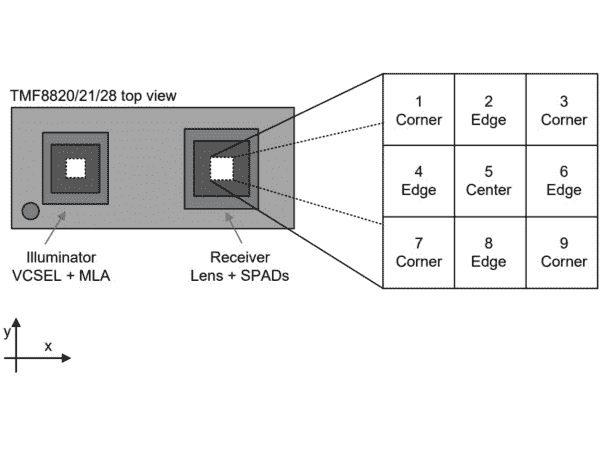 TMF8820/21/28 top view
1
Corner
2
Edge
3
Corner
4
Edge
5
Center
6
Edge
7
Corner
8
Edge
9
Corner
Illuminator
VCSEL + MLA
Receiver
Lens + SPADs
y
x